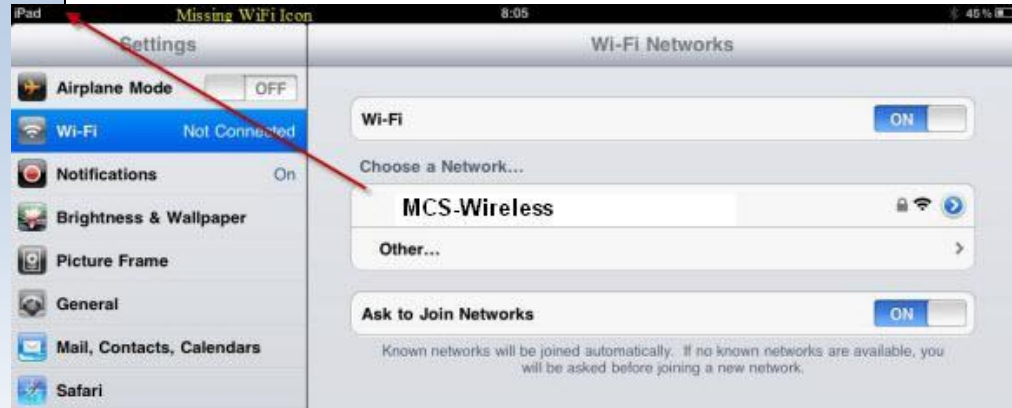 iPad Missing WiFi Icon 8:05 46%
Settings
Wi-Fi Networks
Airplane Mode OFF
Wi-Fi Not Connected
Notifications On
Brightness & Wallpaper
Picture Frame
General
Mail, Contacts, Calendars
Safari
Wi-Fi ON
Choose a Network...
MCS-Wireless
Other...
Ask to Join Networks ON
Known networks will be joined automatically. If no known networks are available, you
will be asked before joining a new network.